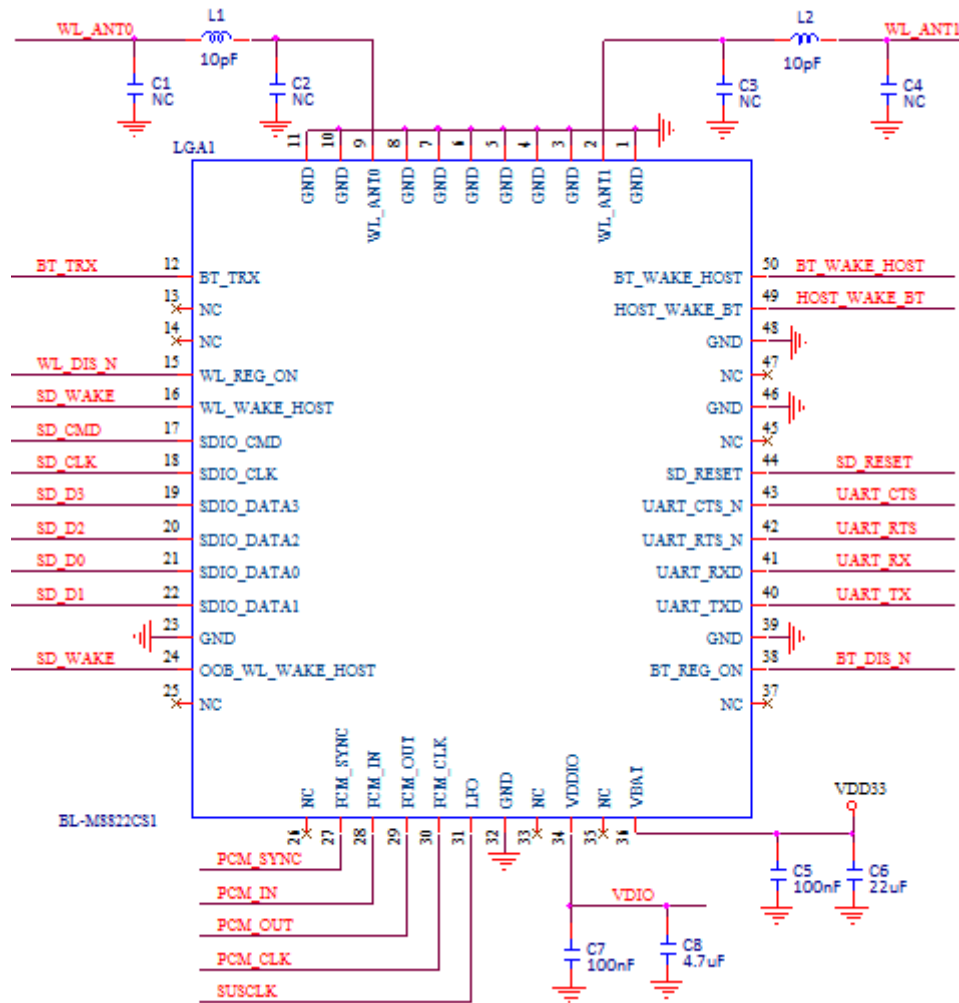 WL_ANT0
L1
10pF
C1
NC
C2
NC
L2
10pF
WL_ANT1
C3
NC
C4
NC
LGA1
11
10
9
8
7
6
5
4
3
2
1
GND
GND
WL_ANT0
GND
GND
GND
GND
GND
GND
WL_ANT1
GND
BT_TRX
12
BT_TRX
13
NC
14
NC
WL_DIS_N
15
WL_REG_ON
SD_WAKE
16
WL_WAKE_HOST
SD_CMD
17
SDIO_CMD
SD_CLK
18
SDIO_CLK
SD_D3
19
SDIO_DATA3
SD_D2
20
SDIO_DATA2
SD_D0
21
SDIO_DATA0
SD_D1
22
SDIO_DATA1
23
GND
SD_WAKE
24
OOB_WL_WAKE_HOST
25
NC
BT_WAKE_HOST
50
BT_WAKE_HOST
HOST_WAKE_BT
49
HOST_WAKE_BT
GND
48
NC
47
GND
46
NC
45
SD_RESET
44
SD_RESET
UART_CTS_N
43
UART_CTS
UART_RTS_N
42
UART_RTS
UART_RXD
41
UART_RX
UART_TXD
40
UART_TX
GND
39
BT_REG_ON
38
BT_DIS_N
NC
37
NC
PCM_SYNC
PCM_IN
PCM_OUT
PCM_CLK
LPO
GND
NC
VDDIO
NC
VBAT
BL-M8822CS1
26
27
28
29
30
31
32
33
34
35
36
VDD33
C5
100nF
C6
22uF
PCM_SYNC
PCM_IN
PCM_OUT
PCM_CLK
SUSCLK
VDIO
C7
100nF
C8
4.7uF